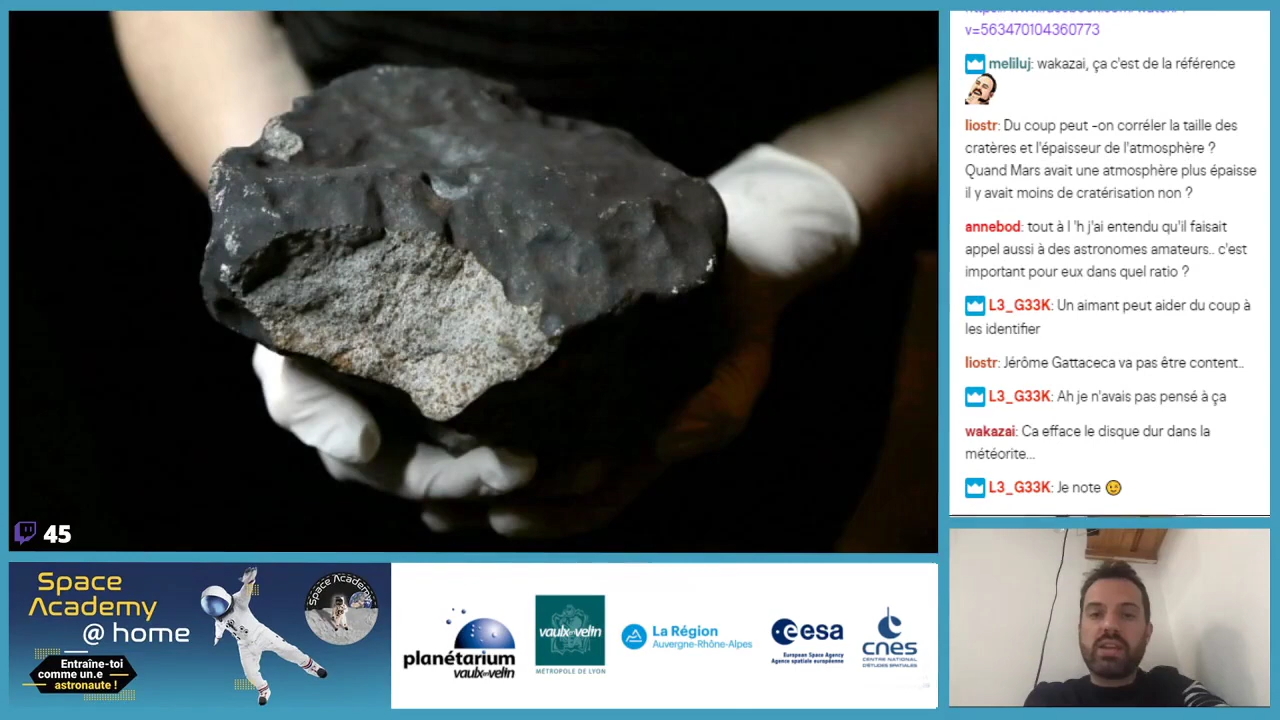 v=563470104360773
meliluj: wakazai, ça c'est de la référence
liostr: Du coup peut -on corréler la taille des
cratères et l'épaisseur de l'atmosphère ?
Quand Mars avait une atmosphère plus épaisse
il y avait moins de cratérisation non ?
annebod: tout à l 'h j'ai entendu qu'il faisait
appel aussi à des astronomes amateurs.. c'est
important pour eux dans quel ratio ?
L3_G33K: Un aimant peut aider du coup à
les identifier
liostr: Jérôme Gattaceca va pas être content..
L3_G33K: Ah je n'avais pas pensé à ça
wakazai: Ca efface le disque dur dans la
météorite...
L3_G33K: Je note 😉
45
Space
Academy
@ home
Entraîne-toi
comme un.e
astronaute !
Space Academy
planétarium
vaulx en velin
vaulx en velin
MÉTROPOLE DE LYON
La Région
Auvergne-Rhône-Alpes
esa
European Space Agency
Agence spatiale européenne
cnes
CENTRE NATIONAL
D'ÉTUDES SPATIALES